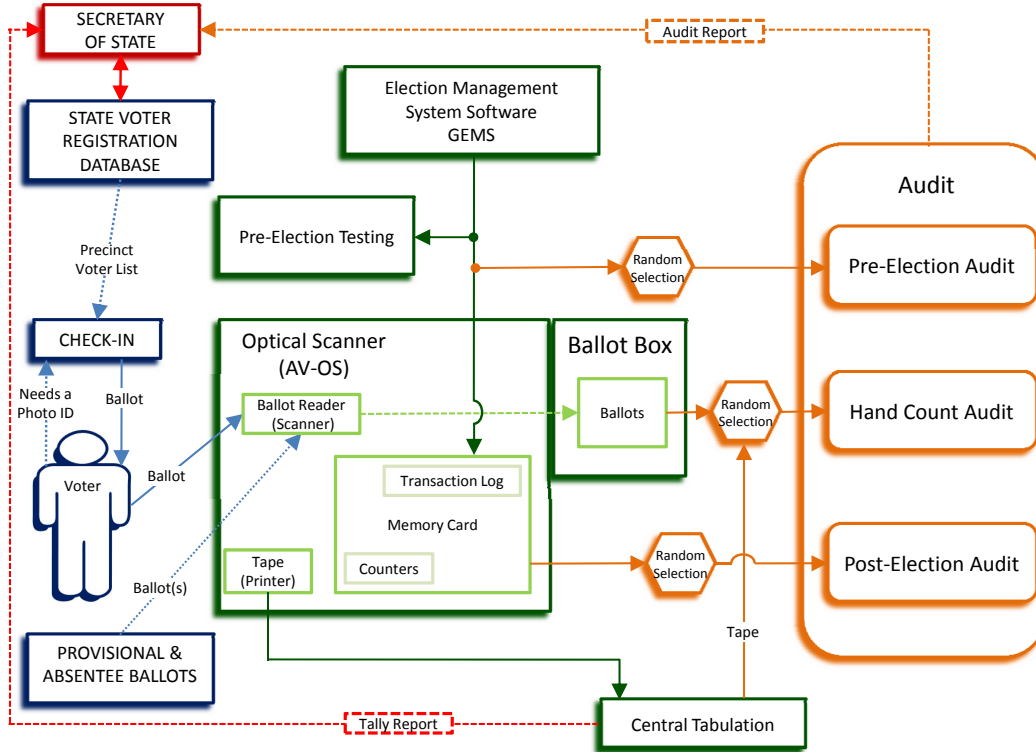 SECRETARY
OF STATE
Audit Report
Election Management
System Software
GEMS
STATE VOTER
REGISTRATION
DATABASE
Audit
Pre-Election Testing
Precinct
Voter List
Random
Selection
Pre-Election Audit
CHECK-IN
Optical Scanner
(AV-OS)
Ballot Box
Needs a
Photo ID
Ballot
Ballot Reader
(Scanner)
Ballots
Random
Selection
Hand Count Audit
Voter
Ballot
Transaction Log
Memory Card
Tape
(Printer)
Counters
Random
Selection
Post-Election Audit
Ballot(s)
Tape
PROVISIONAL &
ABSENTEE BALLOTS
Tally Report
Central Tabulation